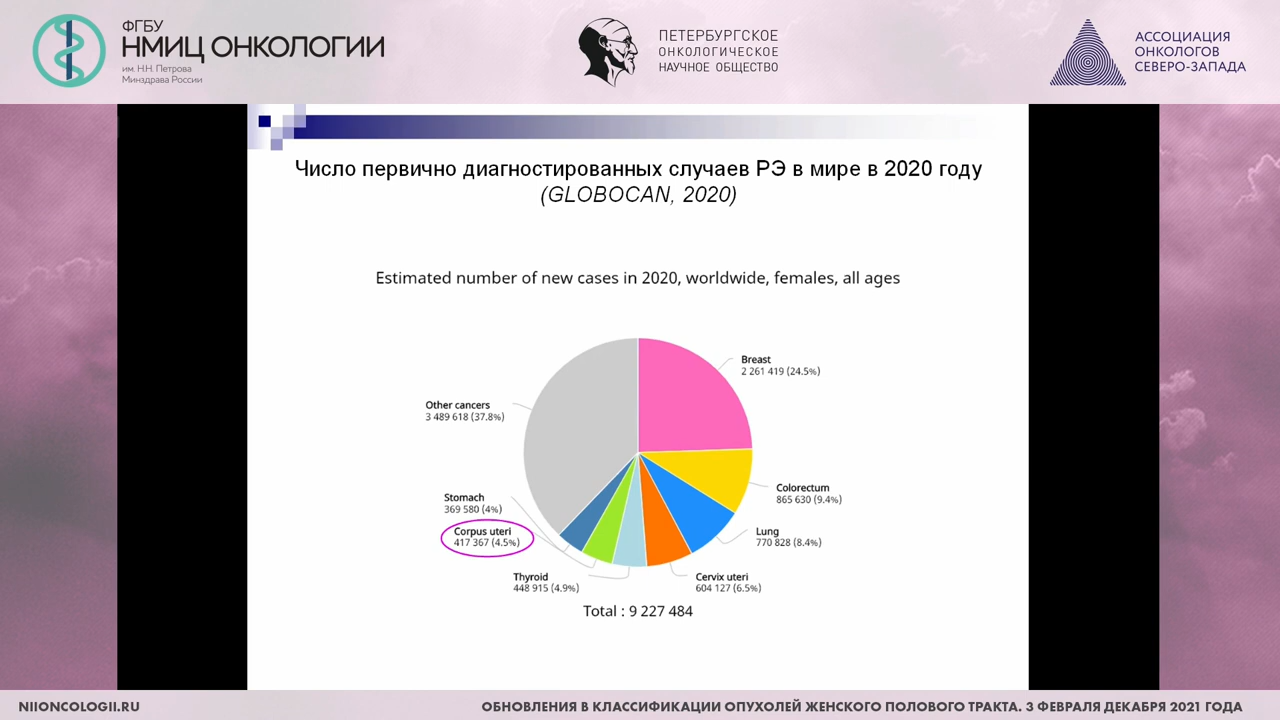 ФГБУ
НМИЦ ОНКОЛОГИИ
им. Н.Н. Петрова
Минздрава России
ПЕТЕРБУРГСКОЕ
ОНКОЛОГИЧЕСКОЕ
НАУЧНОЕ ОБЩЕСТВО
АССОЦИАЦИЯ
ОНКОЛОГОВ
СЕВЕРО-ЗАПАДА
Число первично диагностированных случаев РЭ в мире в 2020 году
(GLOBOCAN, 2020)
Estimated number of new cases in 2020, worldwide, females, all ages
Breast
2 261 419 (24.5%)
Other cancers
3 489 618 (37.8%)
Colorectum
865 630 (9.4%)
Stomach
369 580 (4%)
Corpus uteri
417 367 (4.5%)
Lung
770 828 (8.4%)
Thyroid
448 915 (4.9%)
Cervix uteri
604 127 (6.5%)
Total : 9 227 484
NIIONCOLOGII.RU
ОБНОВЛЕНИЯ В КЛАССИФИКАЦИИ ОПУХОЛЕЙ ЖЕНСКОГО ПОЛОВОГО ТРАКТА. 3 ФЕВРАЛЯ ДЕКАБРЯ 2021 ГОДА